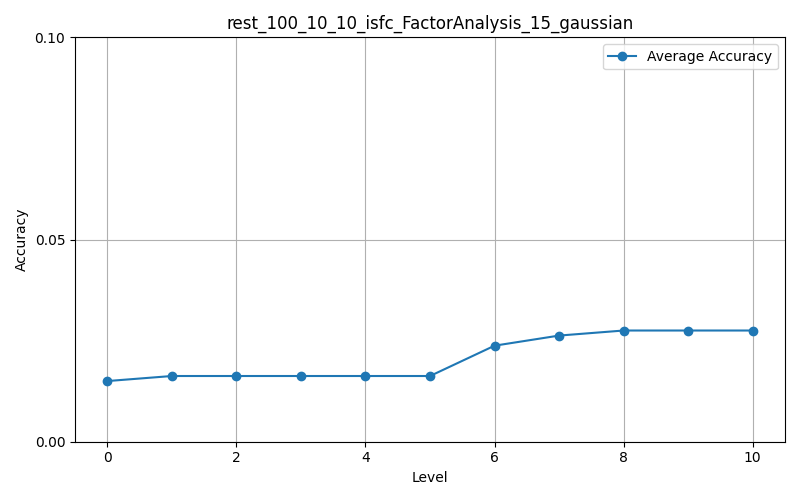 rest_100_10_10_isfc_FactorAnalysis_15_gaussian
Average Accuracy
0.10
0.05
0.00
Accuracy
0 2 4 6 8 10
Level